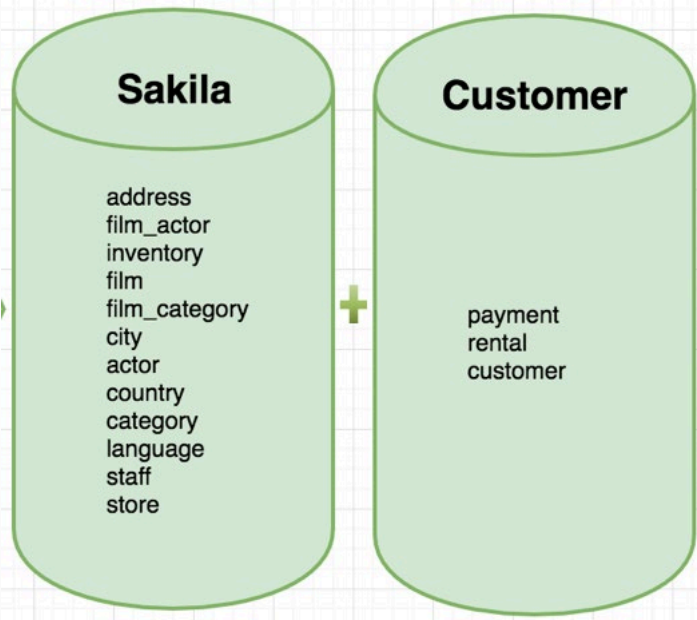 Sakila
address
film_actor
inventory
film
film_category
city
actor
country
category
language
staff
store
Customer
payment
rental
customer